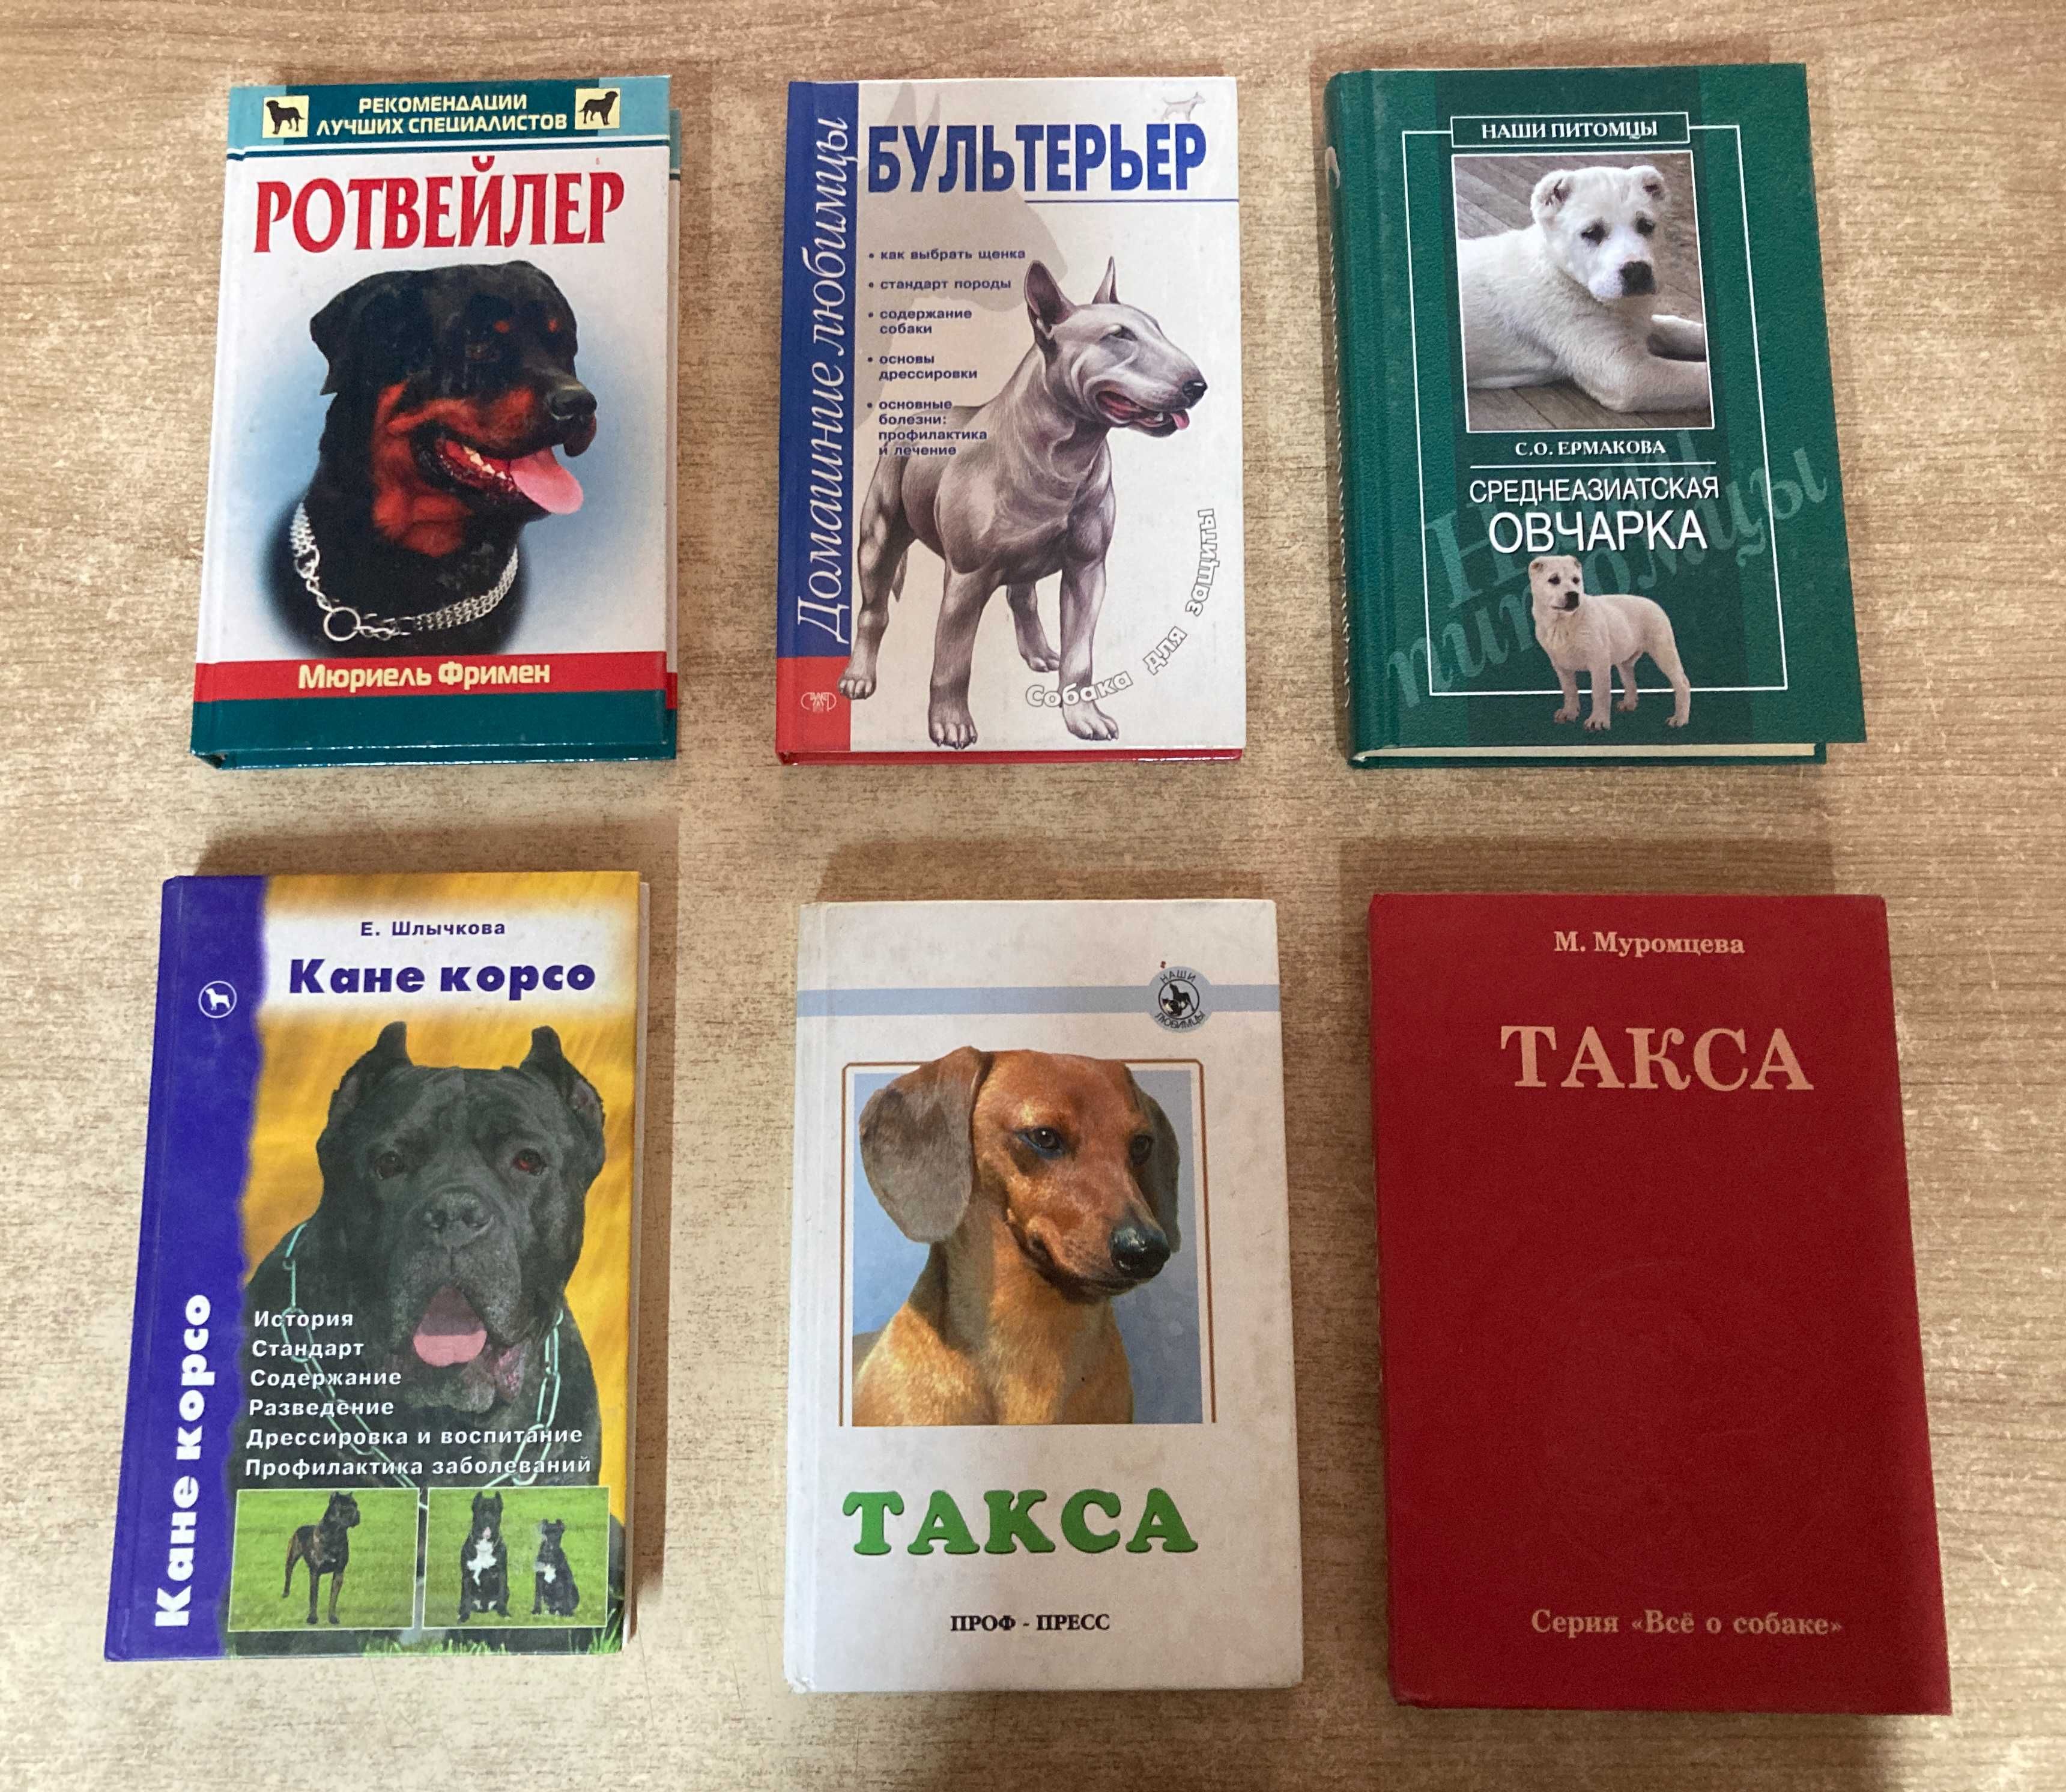 РЕКОМЕНДАЦИИ
ЛУЧШИХ СПЕЦИАЛИСТОВ
РОТВЕЙЛЕР
Мюриель Фримен
Домашние любимцы
БУЛЬТЕРЬЕР
• как выбрать щенка
• стандарт породы
• содержание
собаки
• основы
дрессировки
• основные
болезни:
профилактика
и лечение
Собака для защиты
НАШИ ПИТОМЦЫ
С.О. ЕРМАКОВА
СРЕДНЕАЗИАТСКАЯ
ОВЧАРКА
Наши
питомцы
Е. Шлычкова
Кане корсо
Кане корсо
История
Стандарт
Содержание
Разведение
Дрессировка и воспитание
Профилактика заболеваний
НАШИ
ЛЮБИМЦЫ
ТАКСА
ПРОФ - ПРЕСС
М. Муромцева
ТАКСА
Серия «Всё о собаке»